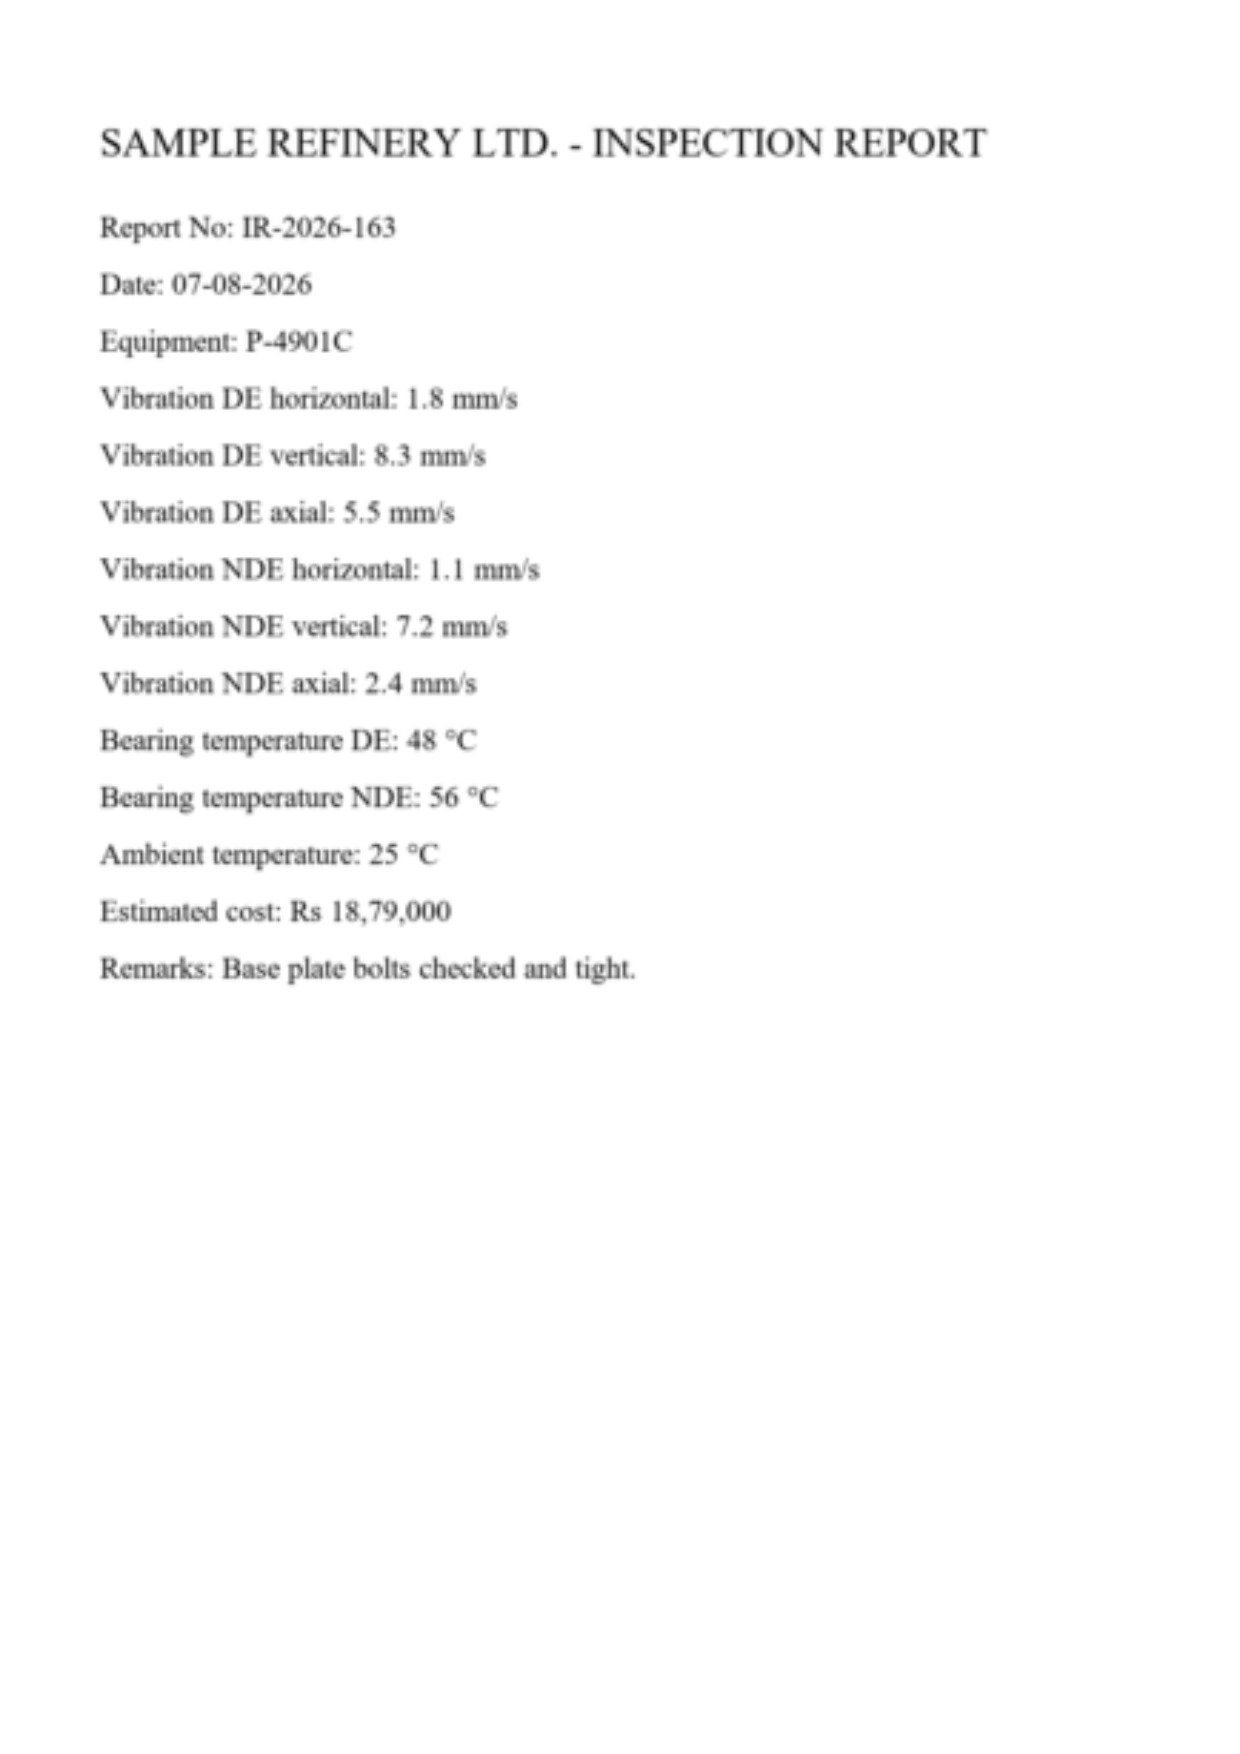 SAMPLE REFINERY LTD. - INSPECTION REPORT
Report No: IR-2026-163
Date: 07-08-2026
Equipment: P-4901C
Vibration DE horizontal: 1.8 mm/s
Vibration DE vertical: 8.3 mm/s
Vibration DE axial: 5.5 mm/s
Vibration NDE horizontal: 1.1 mm/s
Vibration NDE vertical: 7.2 mm/s
Vibration NDE axial: 2.4 mm/s
Bearing temperature DE: 48 °C
Bearing temperature NDE: 56 °C
Ambient temperature: 25 °C
Estimated cost: Rs 18,79,000
Remarks: Base plate bolts checked and tight.